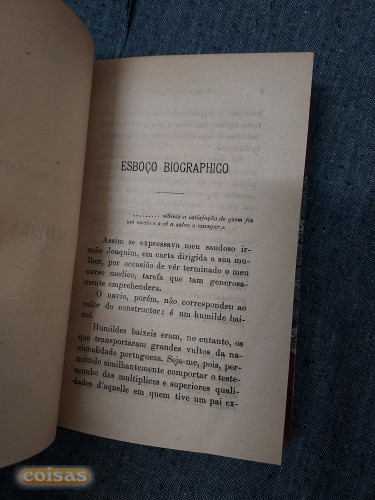 ESBOÇO BIOGRAPHICO
......... «Sinto a satisfação de quem fez
um navio e o vê a salvo a navegar.»
Assim se expressava meu saudoso ir-
mão Joaquim, em carta dirigida a sua mu-
lher, por occasião de vêr terminado o meu
curso medico, tarefa que tam generosa-
mente emprehendera.
O navio, porém, não correspondeu ao
valor do constructor: é um humilde bai-
xel.
Humildes baixeis eram, no entanto, os
que transportaram grandes vultos da na-
cionalidade portugueza. Seja-me, pois, per-
mittido similhantemente comportar o teste-
munho das multiplices e superiores quali-
dades d'aquelle em quem tive um pai ex-
coisas